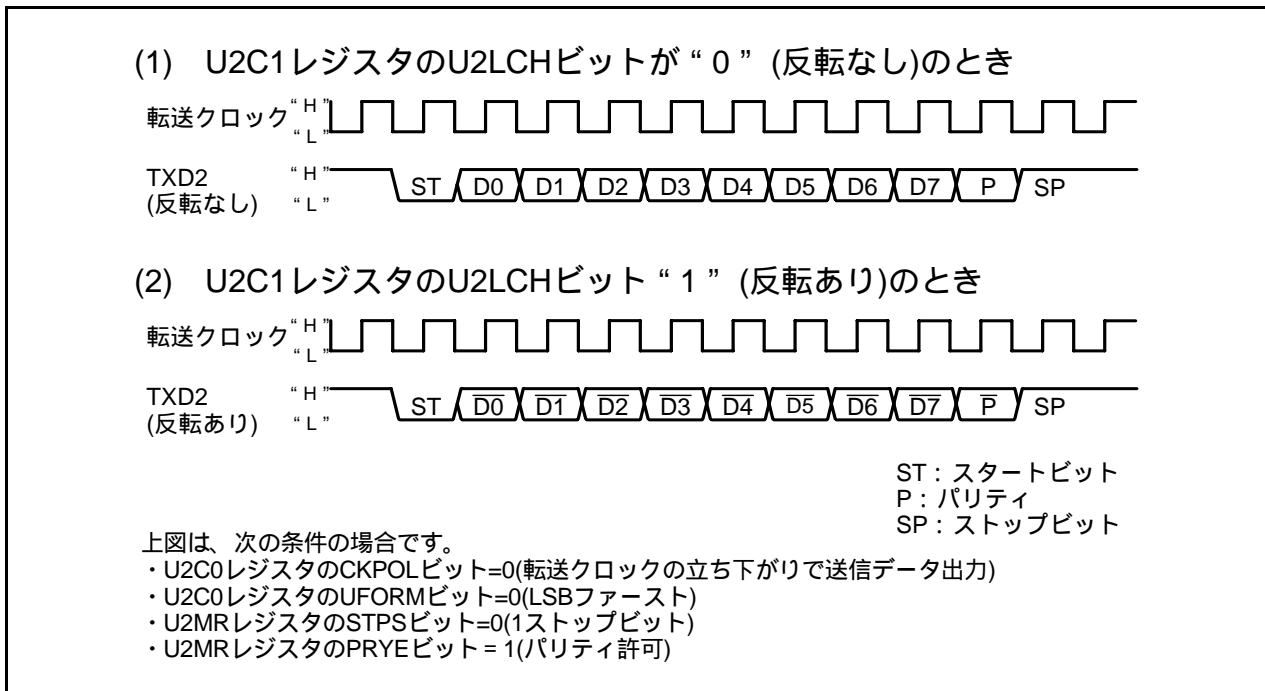 (1) U2C1レジスタのU2LCHビットが“0”(反転なし)のとき
転送クロック “H”
“L”
TXD2 “H”
(反転なし) “L”
ST D0 D1 D2 D3 D4 D5 D6 D7 P SP
(2) U2C1レジスタのU2LCHビット“1”(反転あり)のとき
転送クロック “H”
“L”
TXD2 “H”
(反転あり) “L”
ST D̅0̅ D̅1̅ D̅2̅ D̅3̅ D̅4̅ D̅5̅ D̅6̅ D̅7̅ P̅ SP
ST：スタートビット
P：パリティ
SP：ストップビット
上図は、次の条件の場合です。
・U2C0レジスタのCKPOLビット=0(転送クロックの立ち下がりで送信データ出力)
・U2C0レジスタのUFORMビット=0(LSBファースト)
・U2MRレジスタのSTPSビット=0(1ストップビット)
・U2MRレジスタのPRYEビット = 1(パリティ許可)